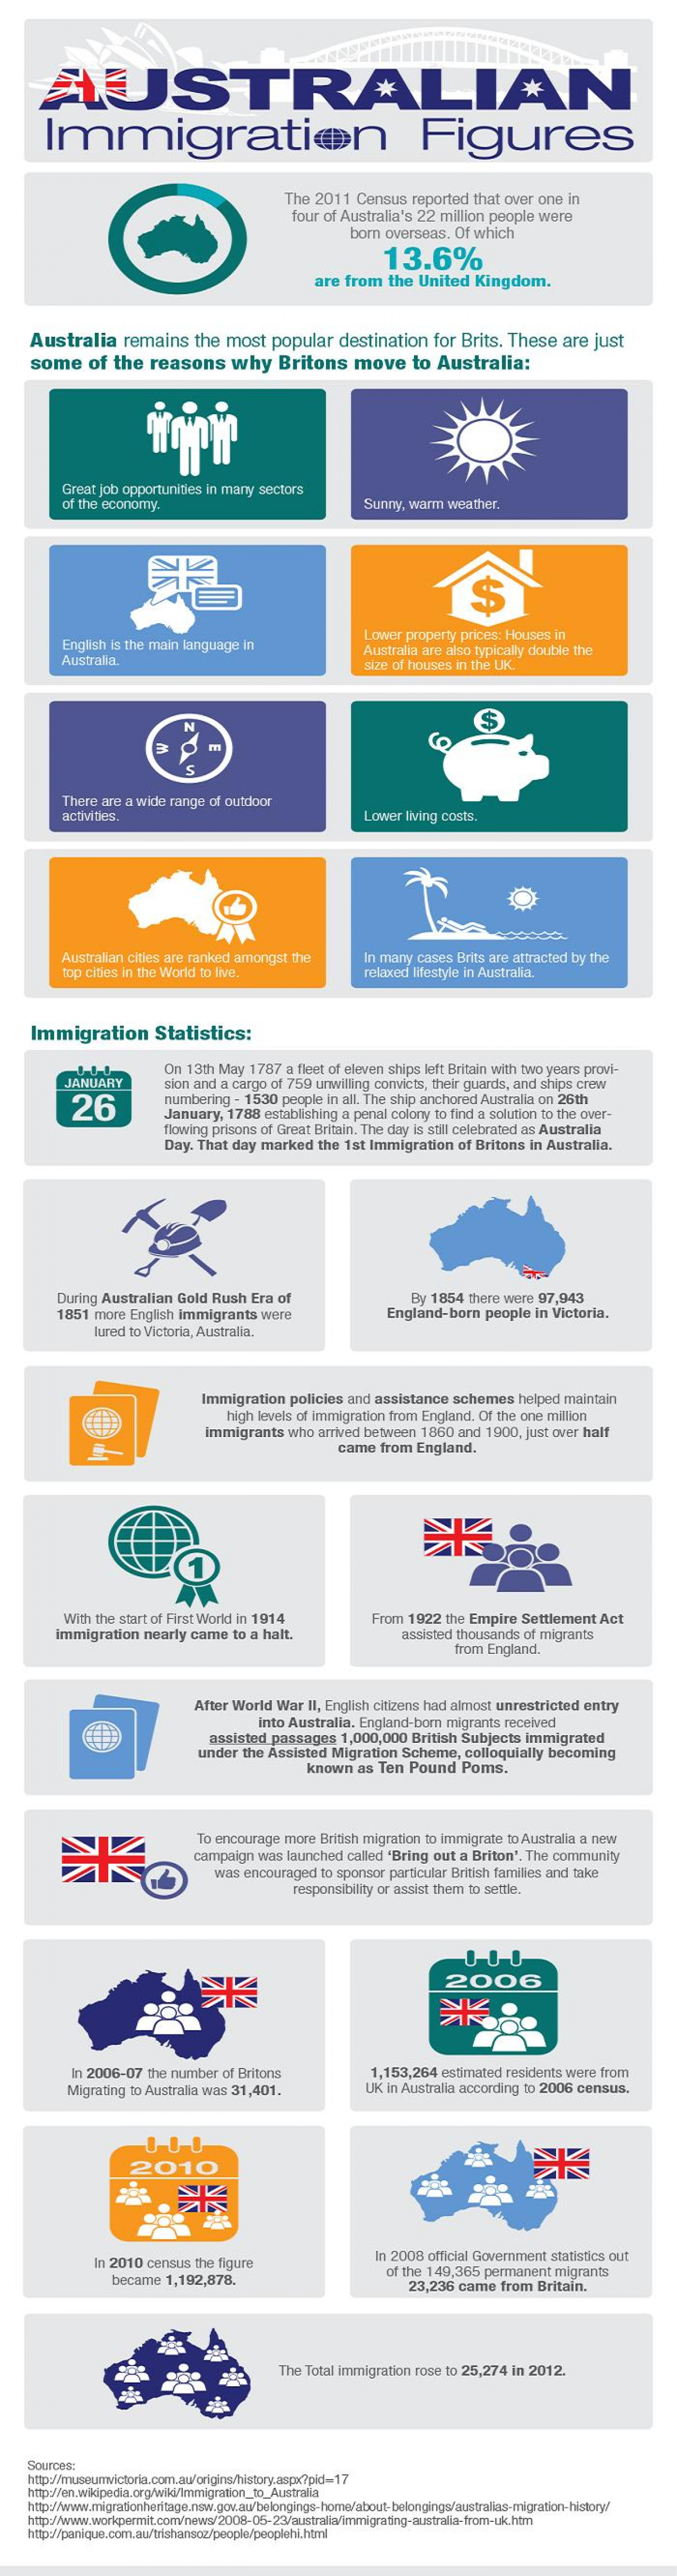 AUSTRALIAN
Immigration Figures
The 2011 Census reported that over one in
four of Australia's 22 million people were
born overseas. Of which
13.6%
are from the United Kingdom.
Australia remains the most popular destination for Brits. These are just
some of the reasons why Britons move to Australia:
Great job opportunities in many sectors
of the economy.
Sunny, warm weather.
English is the main language in
Australia.
$
Lower property prices: Houses in
Australia are also typically double the
size of houses in the UK.
N
W E
S
There are a wide range of outdoor
activities.
$
Lower living costs.
Australian cities are ranked amongst the
top cities in the World to live.
In many cases Brits are attracted by the
relaxed lifestyle in Australia.
Immigration Statistics:
JANUARY
26
On 13th May 1787 a fleet of eleven ships left Britain with two years provi-
sion and a cargo of 759 unwilling convicts, their guards, and ships crew
numbering - 1530 people in all. The ship anchored Australia on 26th
January, 1788 establishing a penal colony to find a solution to the over-
flowing prisons of Great Britain. The day is still celebrated as Australia
Day. That day marked the 1st Immigration of Britons in Australia.
During Australian Gold Rush Era of
1851 more English immigrants were
lured to Victoria, Australia.
By 1854 there were 97,943
England-born people in Victoria.
Immigration policies and assistance schemes helped maintain
high levels of immigration from England. Of the one million
immigrants who arrived between 1860 and 1900, just over half
came from England.
1
With the start of First World in 1914
immigration nearly came to a halt.
From 1922 the Empire Settlement Act
assisted thousands of migrants
from England.
After World War II, English citizens had almost unrestricted entry
into Australia. England-born migrants received
assisted passages 1,000,000 British Subjects immigrated
under the Assisted Migration Scheme, colloquially becoming
known as Ten Pound Poms.
To encourage more British migration to immigrate to Australia a new
campaign was launched called 'Bring out a Briton'. The community
was encouraged to sponsor particular British families and take
responsibility or assist them to settle.
In 2006-07 the number of Britons
Migrating to Australia was 31,401.
2006
1,153,264 estimated residents were from
UK in Australia according to 2006 census.
2010
In 2010 census the figure
became 1,192,878.
In 2008 official Government statistics out
of the 149,365 permanent migrants
23,236 came from Britain.
The Total immigration rose to 25,274 in 2012.
Sources:
http://museumvictoria.com.au/origins/history.aspx?pid=17
http://en.wikipedia.org/wiki/Immigration_to_Australia
http://www.migrationheritage.nsw.gov.au/belongings-home/about-belongings/australias-migration-history/
http://www.workpermit.com/news/2008-05-23/australia/immigrating-australia-from-uk.htm
http://panique.com.au/trishansoz/people/peoplehi.html